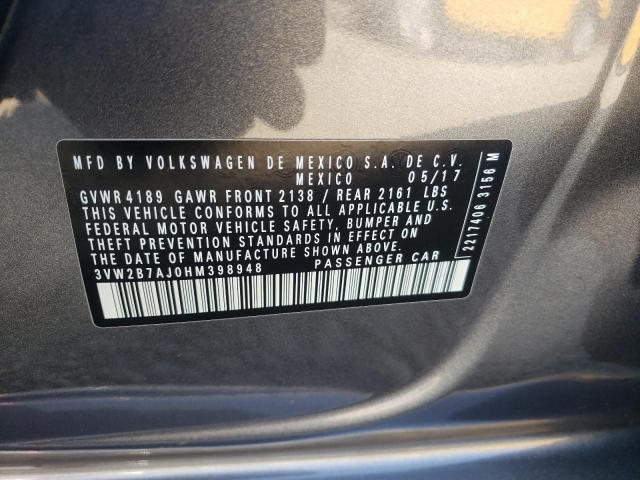 MFD BY VOLKSWAGEN DE MEXICO S.A. DE C.V.
MEXICO 05/17
GVWR 4189 GAWR FRONT 2138 / REAR 2161 LBS
THIS VEHICLE CONFORMS TO ALL APPLICABLE U.S.
FEDERAL MOTOR VEHICLE SAFETY, BUMPER AND
THEFT PREVENTION STANDARDS IN EFFECT ON
THE DATE OF MANUFACTURE SHOWN ABOVE.
3VW2B7AJ0HM398948 PASSENGER CAR
2217406 3156 M